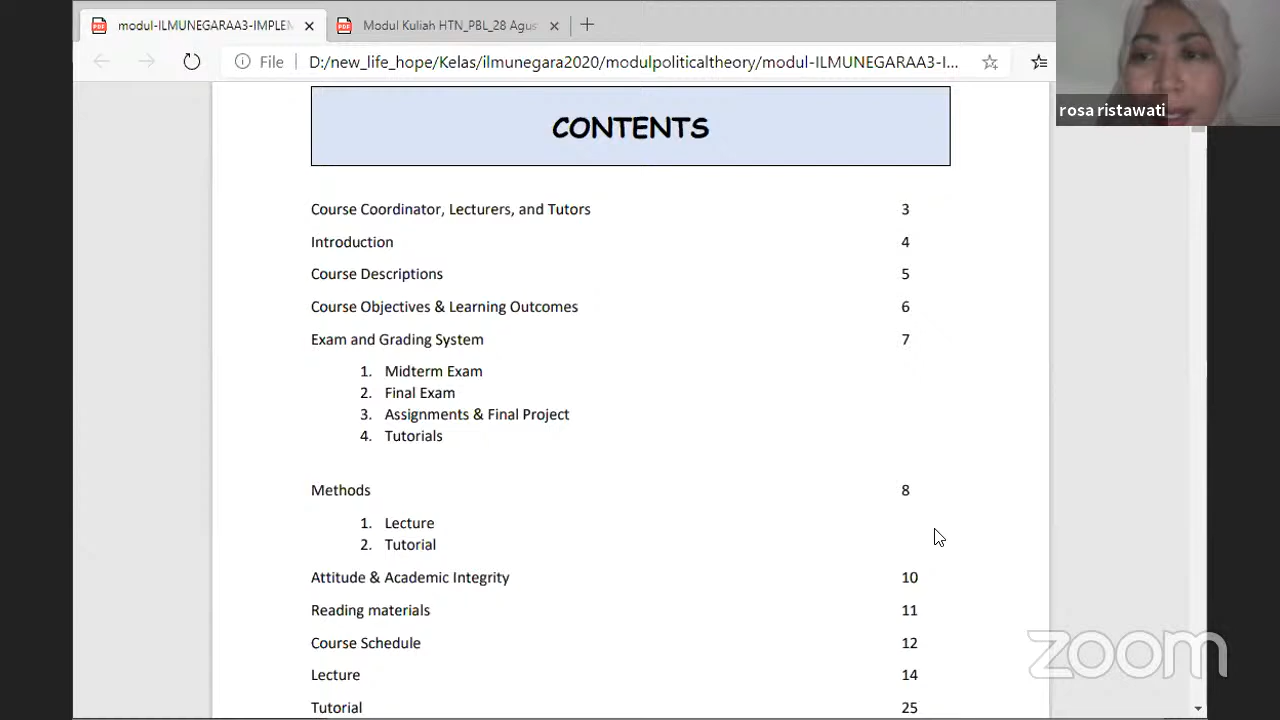 modul-ILMUNEGARAA3-IMPLEM
Modul Kuliah HTN_PBL_28 Agus
File D:/new_life_hope/Kelas/ilmunegara2020/modulpoliticaltheory/modul-ILMUNEGARAA3-I...
rosa ristawati
CONTENTS
Course Coordinator, Lecturers, and Tutors 3
Introduction 4
Course Descriptions 5
Course Objectives & Learning Outcomes 6
Exam and Grading System 7
1. Midterm Exam
2. Final Exam
3. Assignments & Final Project
4. Tutorials
Methods 8
1. Lecture
2. Tutorial
Attitude & Academic Integrity 10
Reading materials 11
Course Schedule 12
Lecture 14
Tutorial 25
zoom